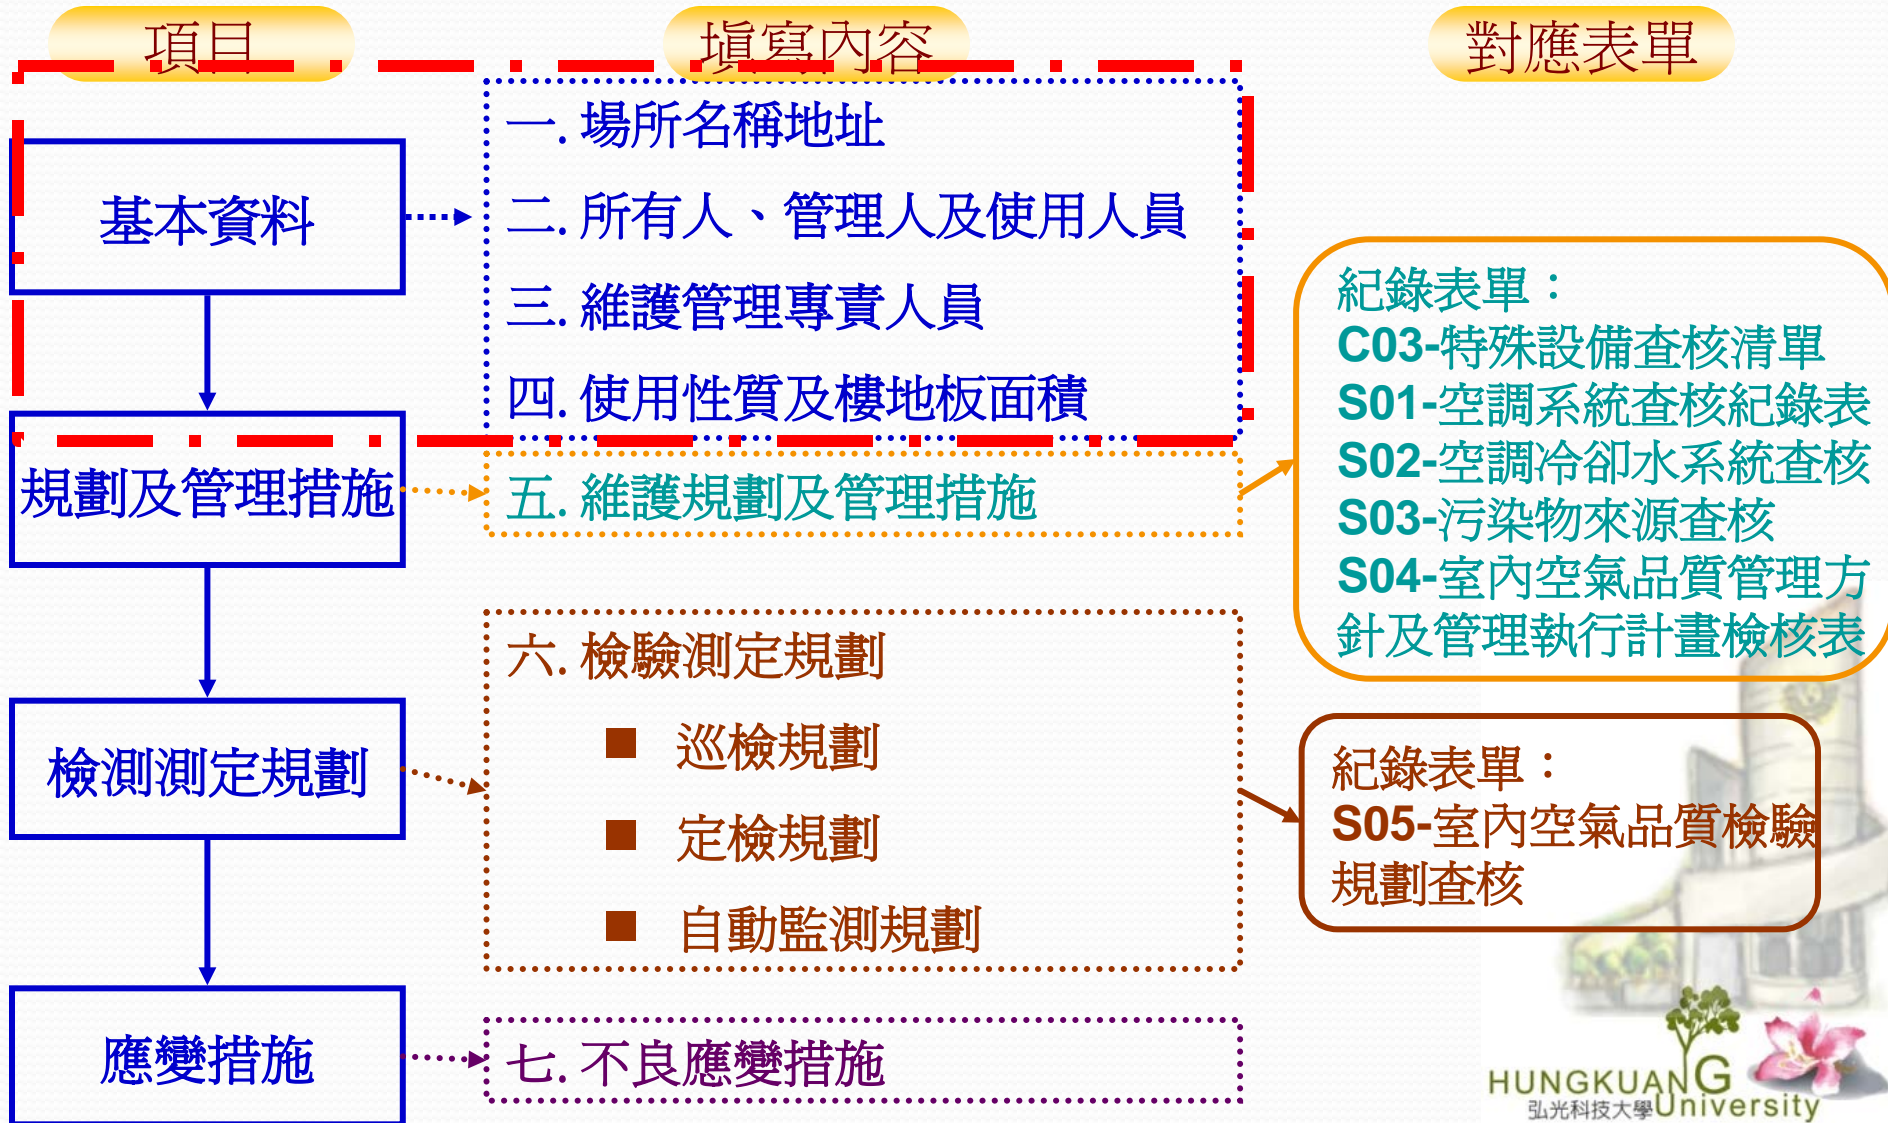 項目
填寫內容
對應表單
基本資料
一. 場所名稱地址
二. 所有人、管理人及使用人員
三. 維護管理專責人員
四. 使用性質及樓地板面積
規劃及管理措施
五. 維護規劃及管理措施
紀錄表單：
C03-特殊設備查核清單
S01-空調系統查核紀錄表
S02-空調冷卻水系統查核
S03-污染物來源查核
S04-室內空氣品質管理方
針及管理執行計畫檢核表
檢測測定規劃
六. 檢驗測定規劃
■ 巡檢規劃
■ 定檢規劃
■ 自動監測規劃
紀錄表單：
S05-室內空氣品質檢驗
規劃查核
應變措施
七. 不良應變措施
HUNGKUANG
弘光科技大學University